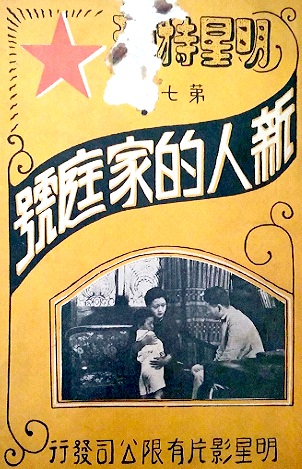 明星特
第七
新人的家庭號
明星影片有限公司發行